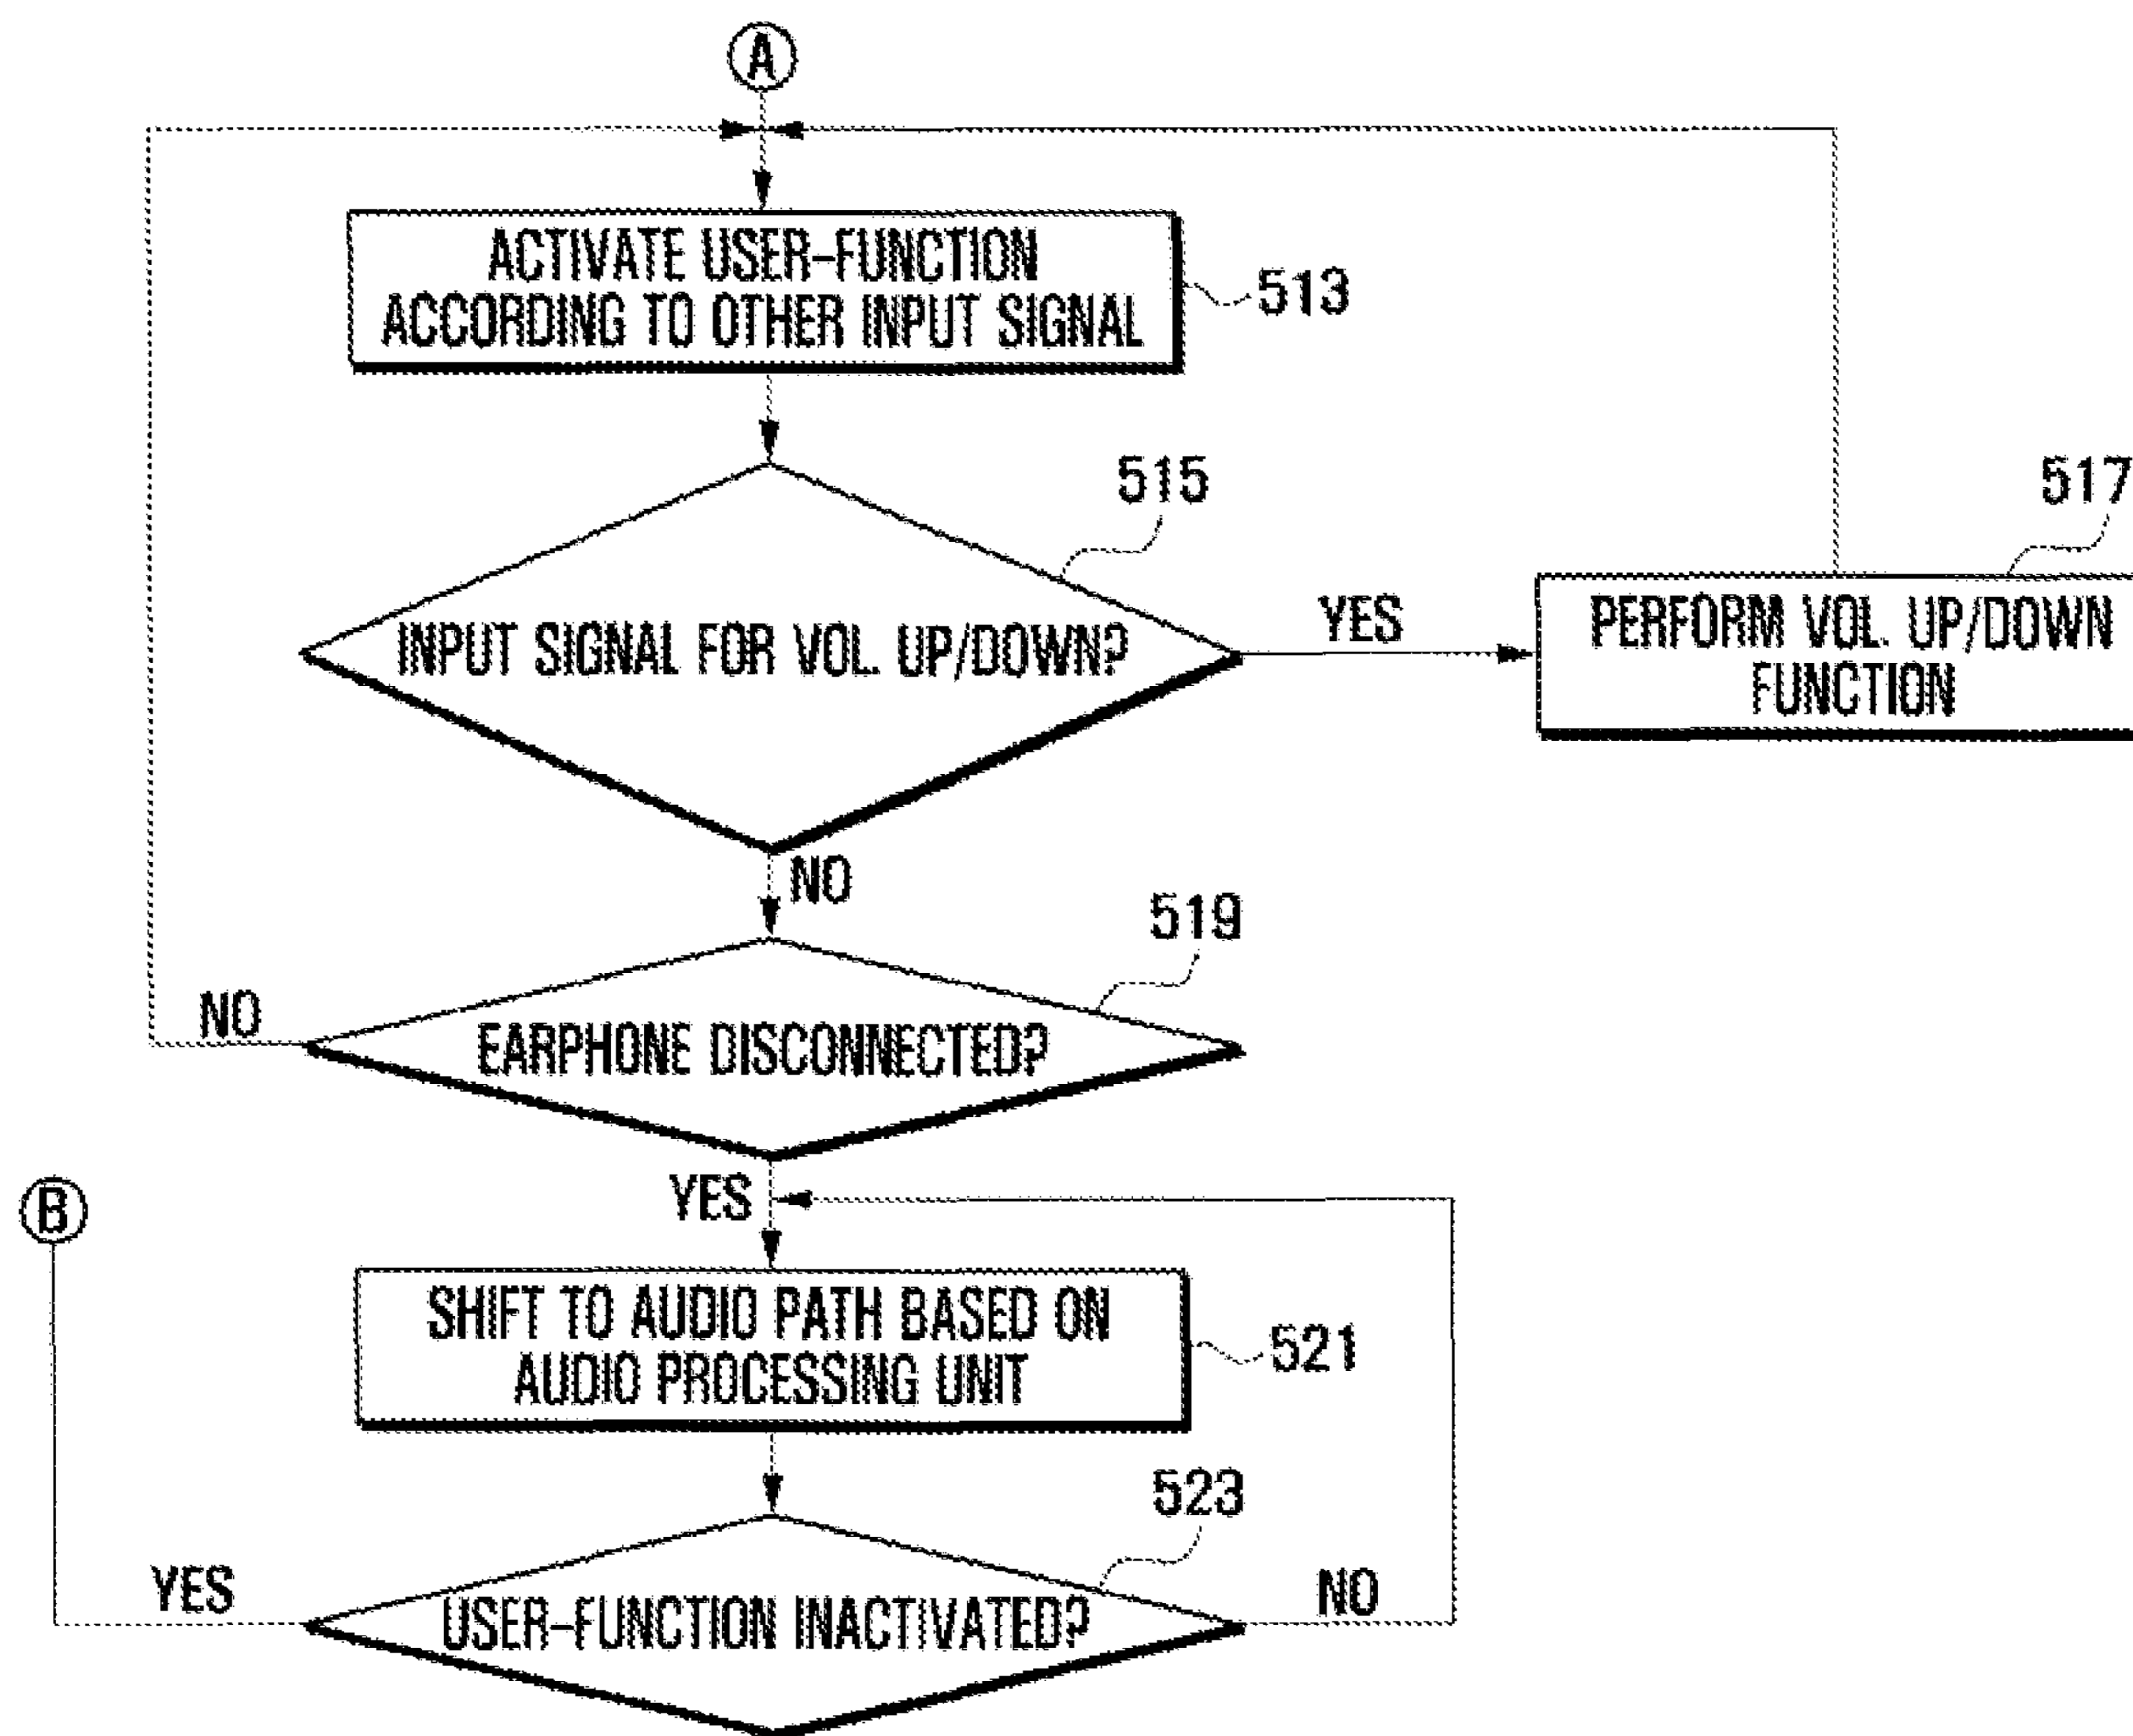 A
ACTIVATE USER-FUNCTION
ACCORDING TO OTHER INPUT SIGNAL
513
515
INPUT SIGNAL FOR VOL. UP/DOWN?
YES
517
PERFORM VOL. UP/DOWN
FUNCTION
NO
519
NO
EARPHONE DISCONNECTED?
YES
B
SHIFT TO AUDIO PATH BASED ON
AUDIO PROCESSING UNIT
521
523
YES
USER-FUNCTION INACTIVATED?
NO